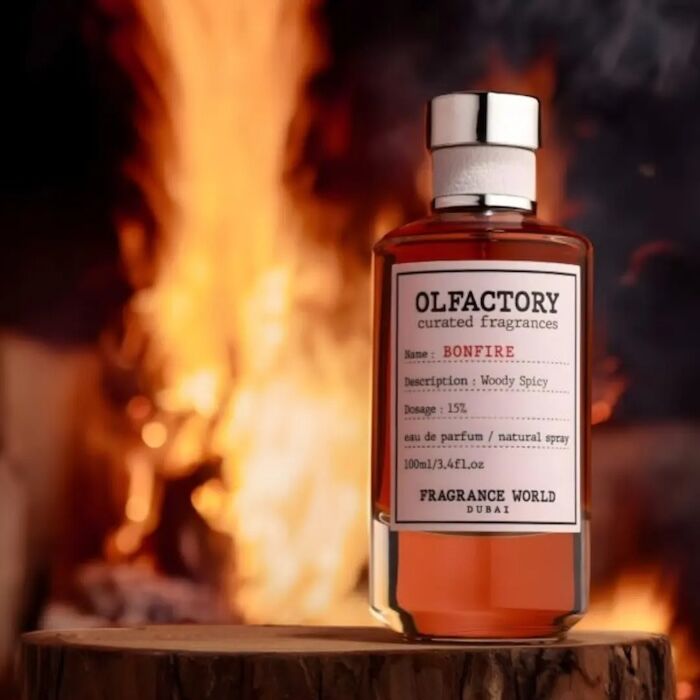 OLFACTORY
curated fragrances
Name : BONFIRE
Description : Woody Spicy
Dosage : 15%
eau de parfum / natural spray
100ml/3.4fl.oz
FRAGRANCE WORLD
DUBAI